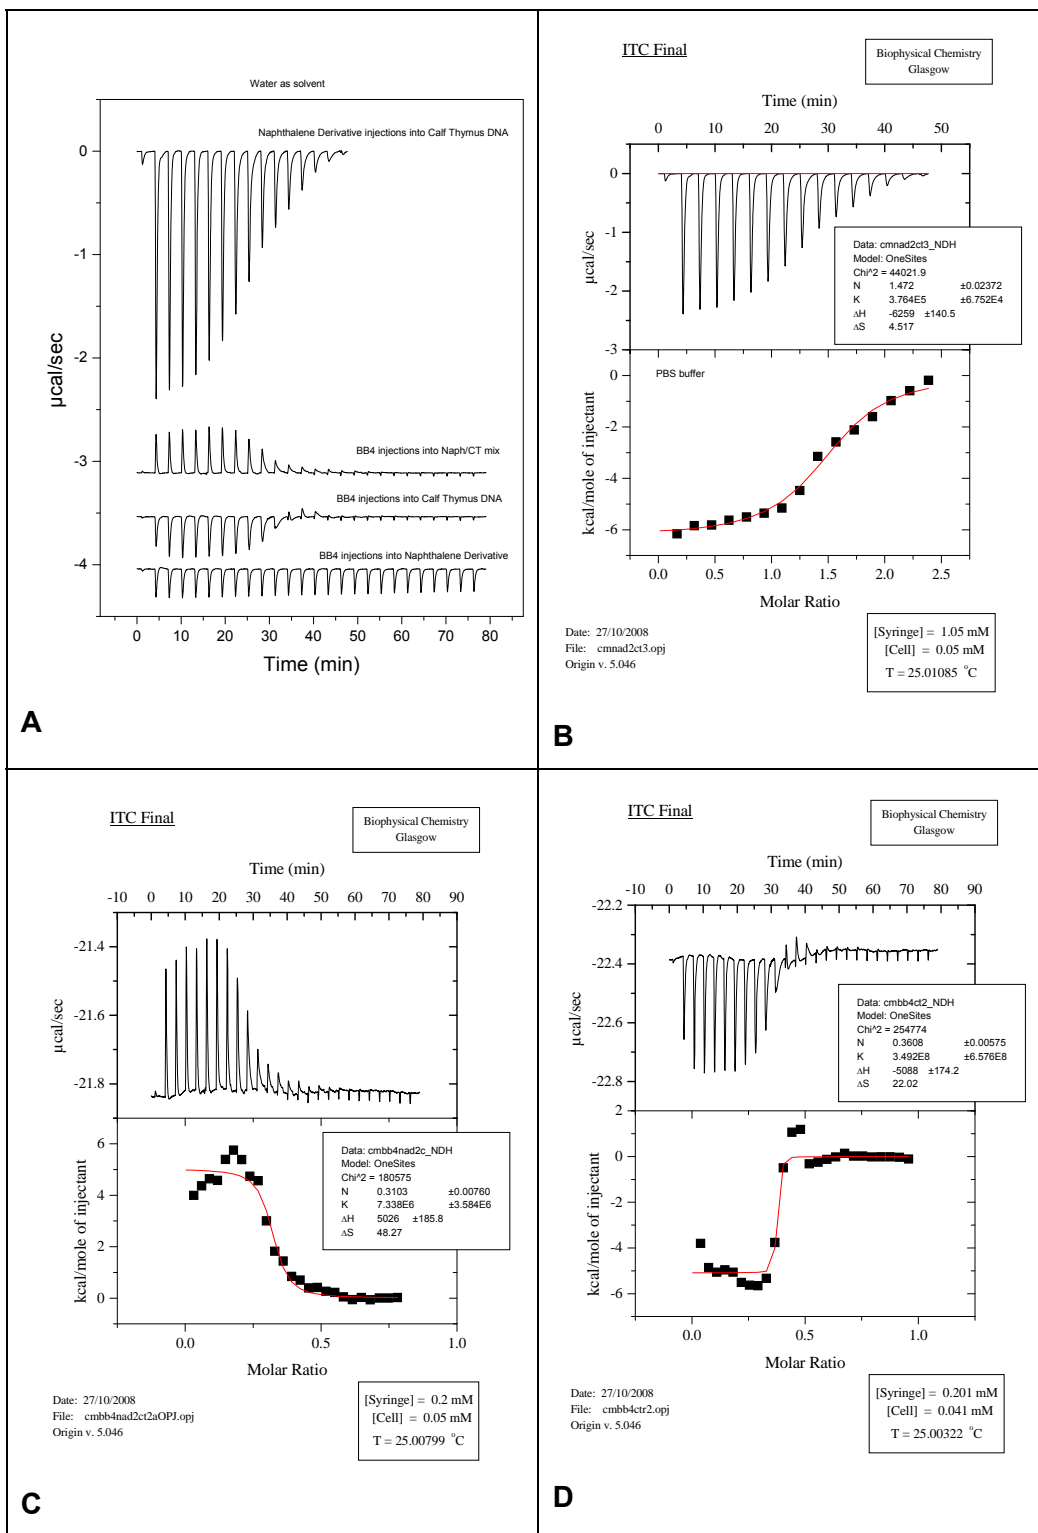 Water as solvent
Naphthalene Derivative injections into Calf Thymus DNA
0
-1
-2
-3
-4
µcal/sec
BB4 injections into Naph/CT mix
BB4 injections into Calf Thymus DNA
BB4 injections into Naphthalene Derivative
0 10 20 30 40 50 60 70 80
Time (min)
A
ITC Final
Biophysical Chemistry
Glasgow
Time (min)
0 10 20 30 40 50
0
-1
-2
-3
µcal/sec
Data: cmnad2ct3_NDH
Model: OneSites
Chi^2 = 44021.9
N 1.472 ±0.02372
K 3.764E5 ±6.752E4
ΔH -6259 ±140.5
ΔS 4.517
PBS buffer
0
-2
-4
-6
kcal/mole of injectant
0.0 0.5 1.0 1.5 2.0 2.5
Molar Ratio
Date: 27/10/2008
File: cmnad2ct3.opj
Origin v. 5.046
[Syringe] = 1.05 mM
[Cell] = 0.05 mM
T = 25.01085 °C
B
ITC Final
Biophysical Chemistry
Glasgow
Time (min)
-10 0 10 20 30 40 50 60 70 80 90
-21.4
-21.6
-21.8
µcal/sec
Data: cmbb4nad2c_NDH
Model: OneSites
Chi^2 = 180575
N 0.3103 ±0.00760
K 7.338E6 ±3.584E6
ΔH 5026 ±185.8
ΔS 48.27
6
4
2
0
kcal/mole of injectant
0.0 0.5 1.0
Molar Ratio
Date: 27/10/2008
File: cmbb4nad2ct2aOPJ.opj
Origin v. 5.046
[Syringe] = 0.2 mM
[Cell] = 0.05 mM
T = 25.00799 °C
C
ITC Final
Biophysical Chemistry
Glasgow
Time (min)
-10 0 10 20 30 40 50 60 70 80 90
-22.2
-22.4
-22.6
-22.8
µcal/sec
Data: cmbb4ct2_NDH
Model: OneSites
Chi^2 = 254774
N 0.3608 ±0.00575
K 3.492E8 ±6.576E8
ΔH -5088 ±174.2
ΔS 22.02
2
0
-2
-4
-6
kcal/mole of injectant
0.0 0.5 1.0
Molar Ratio
Date: 27/10/2008
File: cmbb4ctr2.opj
Origin v. 5.046
[Syringe] = 0.201 mM
[Cell] = 0.041 mM
T = 25.00322 °C
D